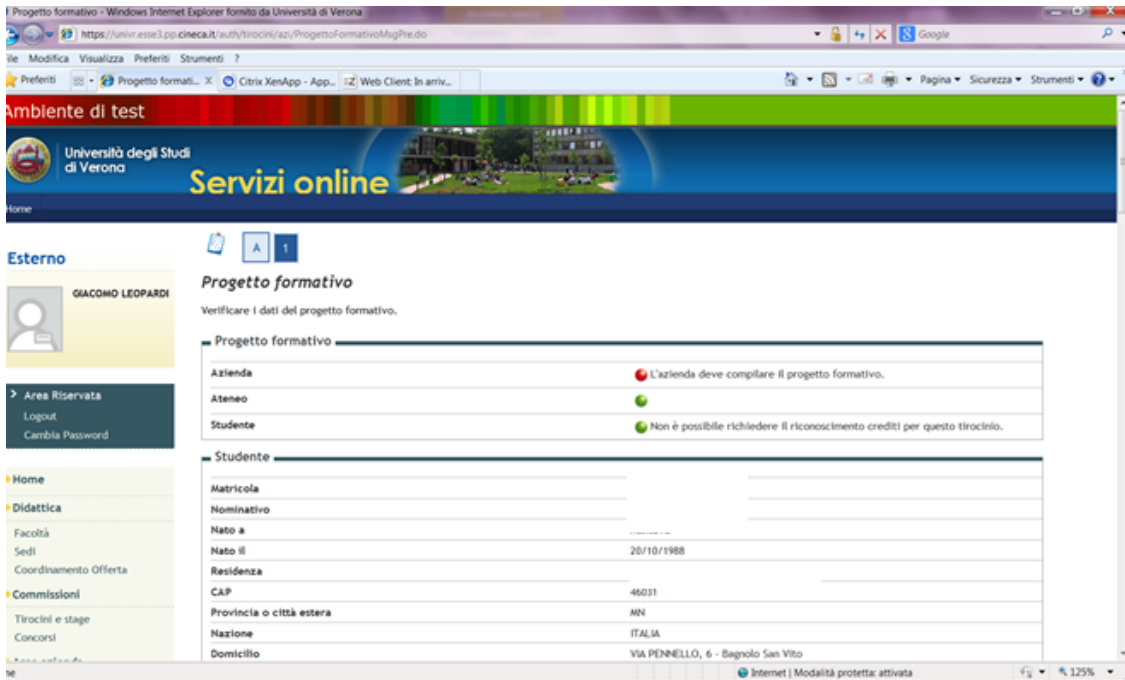 Progetto formativo - Windows Internet Explorer fornito da Università di Verona
https://univr.esse3.pp.cineca.it/auth/tirocini/azi/ProgettoFormativoMsgPre.do
Google
Modifica Visualizza Preferiti Strumenti ?
Preferiti Progetto formati... X Citrix XenApp - App... Web Client: In arriv... Pagina Sicurezza Strumenti
Ambiente di test
Università degli Studi
di Verona
Servizi online
Home
Esterno
GIACOMO LEOPARDI
> Area Riservata
Logout
Cambia Password
Home
Didattica
Facoltà
Sedi
Coordinamento Offerta
Commissioni
Tirocini e stage
Concorsi
A 1
Progetto formativo
Verificare i dati del progetto formativo.
Progetto formativo
Azienda L'azienda deve compilare il progetto formativo.
Ateneo
Studente Non è possibile richiedere il riconoscimento crediti per questo tirocinio.
Studente
Matricola
Nominativo
Nato a
Nato il 20/10/1988
Residenza
CAP 46031
Provincia o città estera MN
Nazione ITALIA
Domicilio VIA PENNELLO, 6 - Bagnolo San Vito
Internet | Modalità protetta: attivata 125%